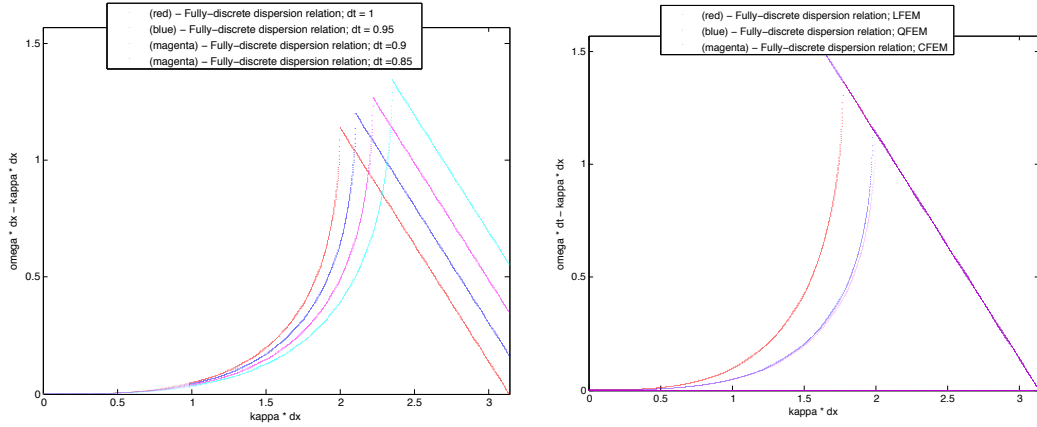 (red) – Fully–discrete dispersion relation; dt = 1
(blue) – Fully–discrete dispersion relation; dt = 0.95
(magenta) – Fully–discrete dispersion relation; dt =0.9
(magenta) – Fully–discrete dispersion relation; dt =0.85
1.5
1
0.5
0
omega * dx – kappa * dx
0
0.5
1
1.5
2
2.5
3
kappa * dx
(red) – Fully–discrete dispersion relation; LFEM
(blue) – Fully–discrete dispersion relation; QFEM
(magenta) – Fully–discrete dispersion relation; CFEM
1.5
1
0.5
0
omega * dt – kappa * dx
0
0.5
1
1.5
2
2.5
3
kappa * dx